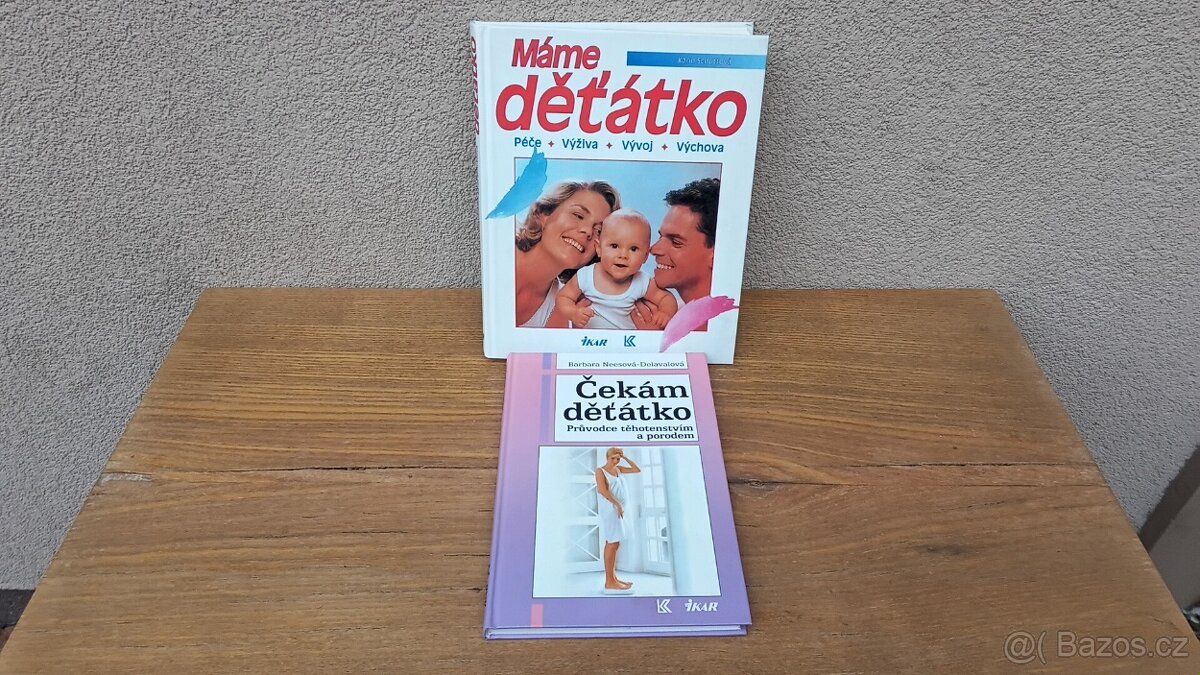 Máme
děťátko
Péče ✦ Výživa ✦ Vývoj ✦ Výchova
IKAR
K
Barbara Neesová-Delavalová
Čekám
děťátko
Průvodce těhotenstvím
a porodem
K IKAR
@( Bazos.cz